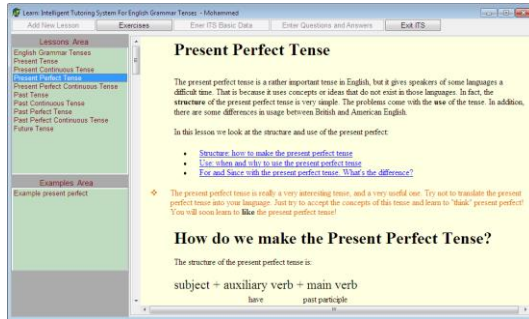 Learn: Intelligent Tutoring System For English Grammar Tenses - Mohammed
Add New Lesson
Exercises
Enter ITS Basic Data
Enter Questions and Answers
Exit ITS
Lessons Area
English Grammar Tenses
Present Tense
Present Continuous Tense
Present Perfect Tense
Present Perfect Continuous Tense
Past Tense
Past Continuous Tense
Past Perfect Tense
Past Perfect Continuous Tense
Future Tense
Examples Area
Example present perfect
Present Perfect Tense
The present perfect tense is a rather important tense in English, but it gives speakers of some languages a
difficult time. That is because it uses concepts or ideas that do not exist in those languages. In fact, the
structure of the present perfect tense is very simple. The problems come with the use of the tense. In addition,
there are some differences in usage between British and American English.
In this lesson we look at the structure and use of the present perfect:
• Structure: how to make the present perfect tense
• Use: when and why to use the present perfect tense
• For and Since with the present perfect tense. What's the difference?
The present perfect tense is really a very interesting tense, and a very useful one. Try not to translate the present
perfect tense into your language. Just try to accept the concepts of this tense and learn to "think" present perfect!
You will soon learn to like the present perfect tense!
How do we make the Present Perfect Tense?
The structure of the present perfect tense is:
subject + auxiliary verb + main verb
have past participle